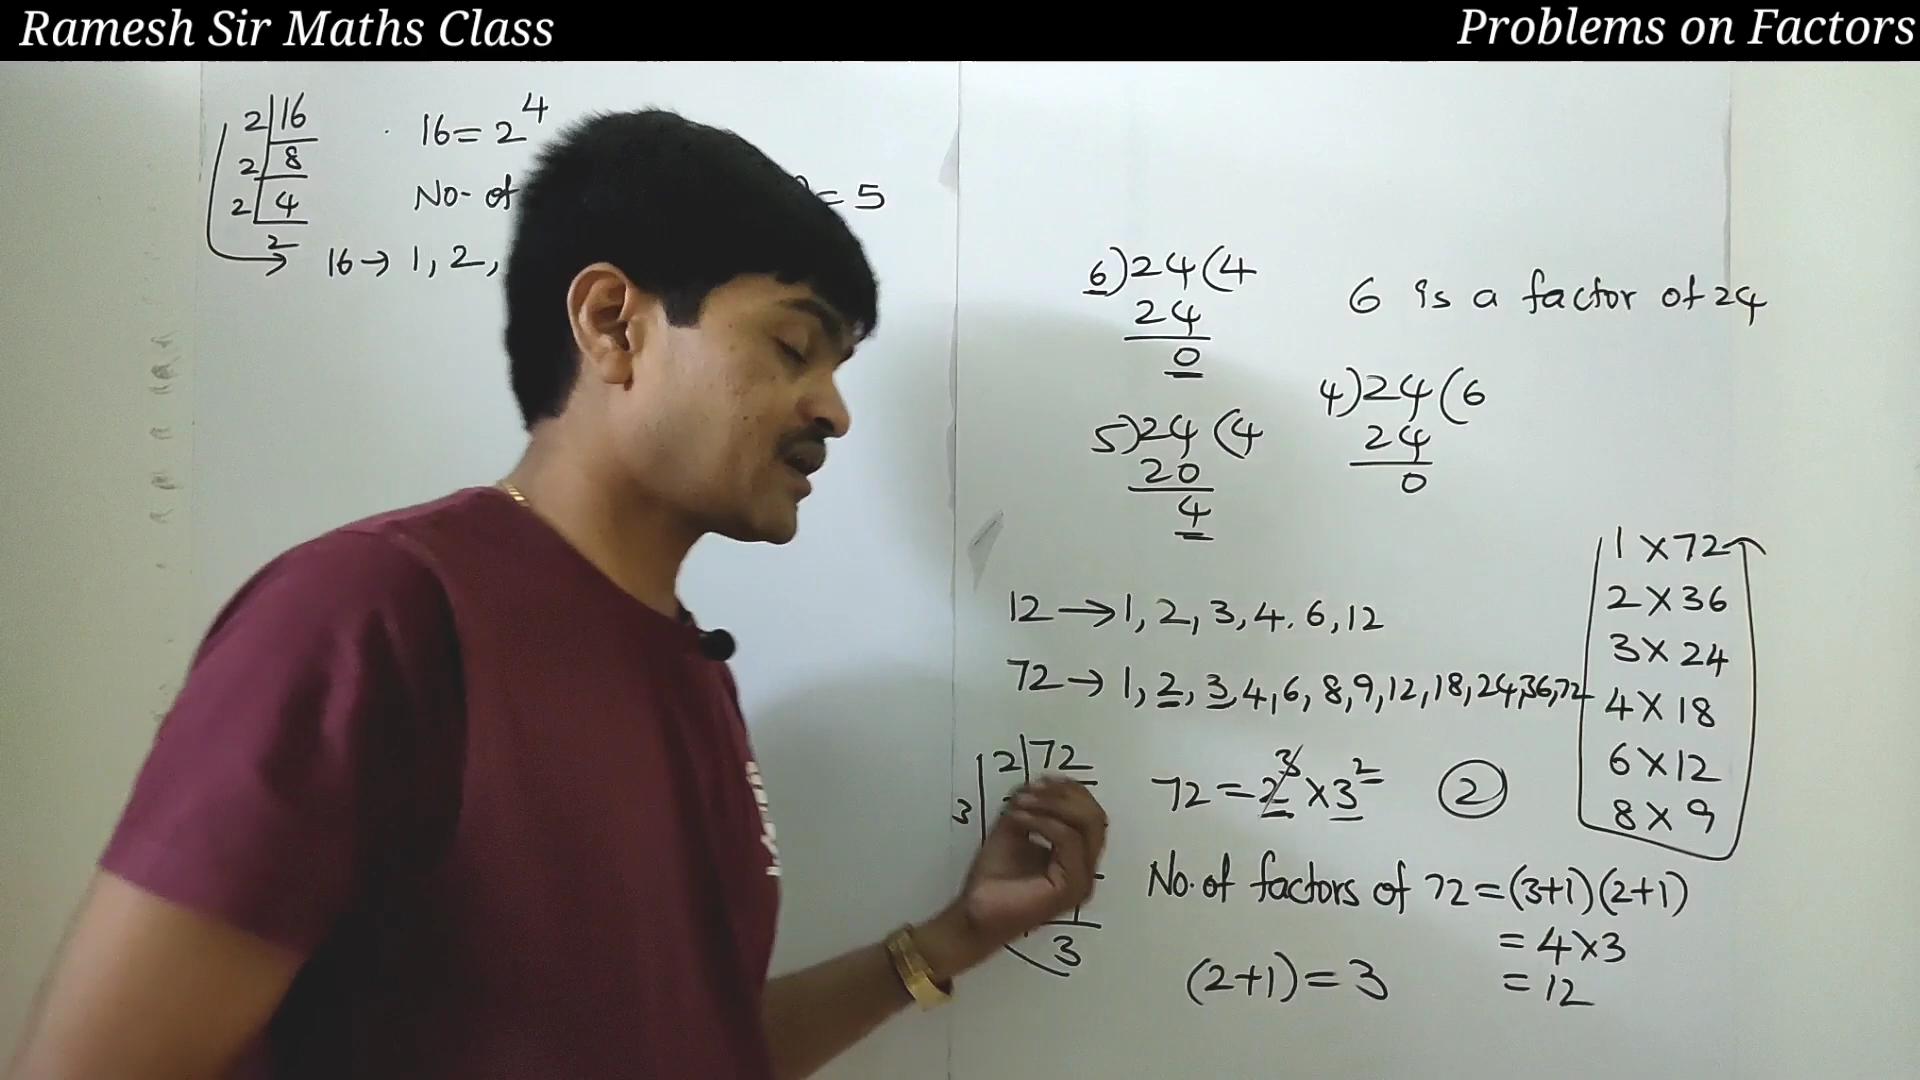 Ramesh Sir Maths Class
Problems on Factors
2 | 16
2 | 8
2 | 4
2
16 = 2^4
No. of
= 5
16 → 1, 2,
6 ) 24 ( 4
24
0
6 is a factor of 24
5 ) 24 ( 4
20
4
4 ) 24 ( 6
24
0
12 → 1, 2, 3, 4. 6, 12
72 → 1, 2, 3, 4, 6, 8, 9, 12, 18, 24, 36, 72
1 × 72
2 × 36
3 × 24
4 × 18
6 × 12
8 × 9
2 | 72
3
3
72 = 2^3 × 3^2
2
No. of factors of 72 = (3+1) (2+1)
= 4 × 3
= 12
(2+1) = 3